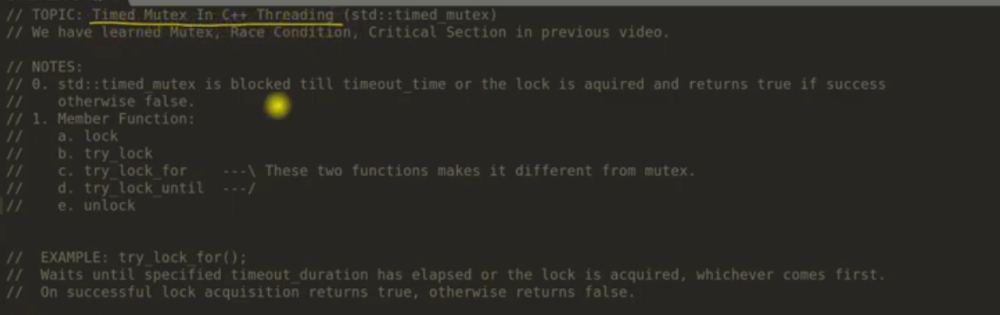 // TOPIC: Timed Mutex In C++ Threading (std::timed_mutex)
// We have learned Mutex, Race Condition, Critical Section in previous video.
// NOTES:
// 0. std::timed_mutex is blocked till timeout_time or the lock is aquired and returns true if success
//    otherwise false.
// 1. Member Function:
//    a. lock
//    b. try_lock
//    c. try_lock_for    ---\ These two functions makes it different from mutex.
//    d. try_lock_until  ---/
//    e. unlock
//  EXAMPLE: try_lock_for();
//  Waits until specified timeout_duration has elapsed or the lock is acquired, whichever comes first.
//  On successful lock acquisition returns true, otherwise returns false.